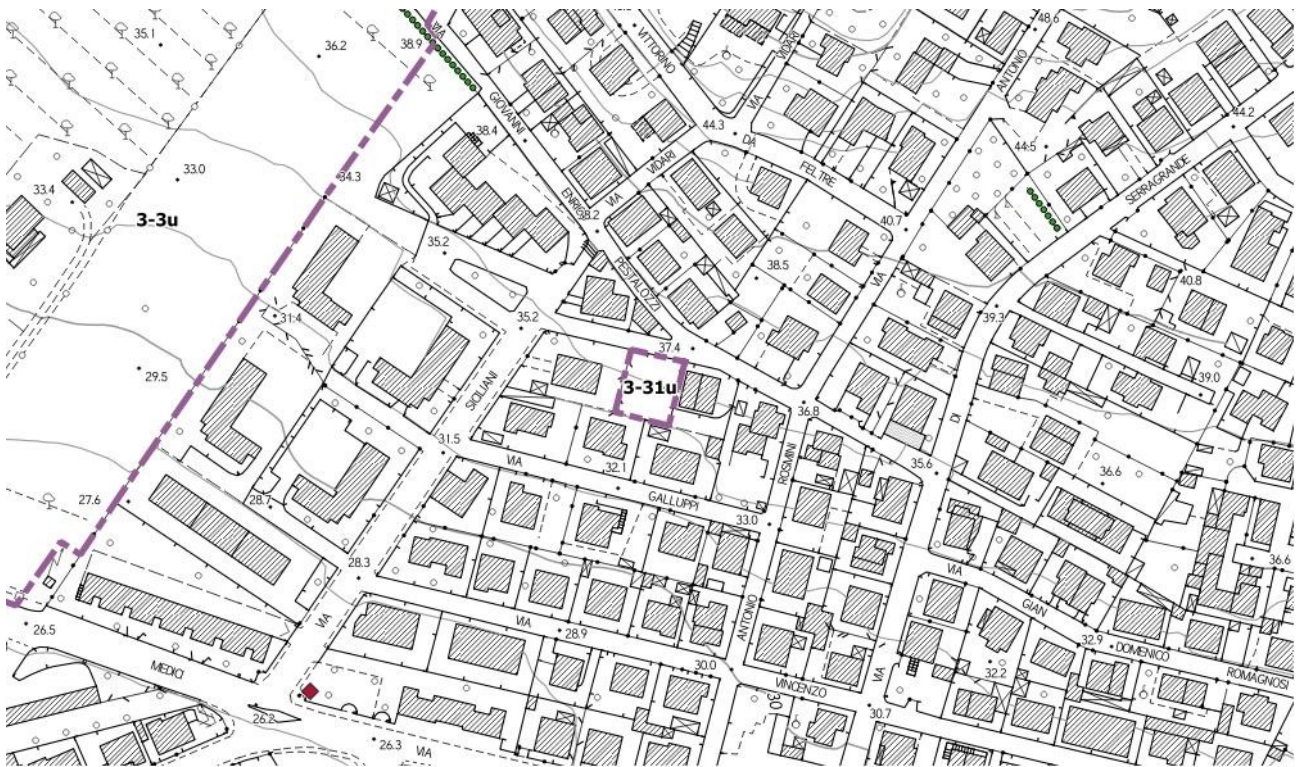 48.6
35.1
VIA
38.9
36.2
VITTORINO
VIDARI
ANTONIO
GIOVANNI
44.2
44.3
VIA
38.4
DA
44.5
VIDARI
33.0
34.3
FELTRE
SERRAGRANDE
33.4
ENRICO
VIA
3-3u
38.2
40.7
35.2
PESTALOZZI
38.5
VIA
40.8
31.4
39.3
35.2
37.4
29.5
SICILIANI
3-31u
39.0
36.8
DI
31.5
ROSMINI
VIA
35.6
32.1
36.6
27.6
28.7
GALLUPPI
33.0
36.6
28.3
VIA
GIAN
ANTONIO
26.5
VIA
VIA
28.9
32.9
DOMENICO
MEDICI
30.0
VIA
32.2
ROMAGNOSI
VINCENZO
26.2
30
30.7
26.3
VIA